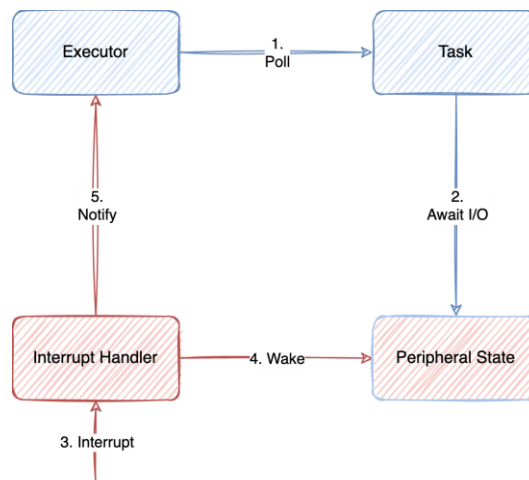 Executor
1.
Poll
Task
5.
Notify
2.
Await I/O
Interrupt Handler
4. Wake
Peripheral State
3. Interrupt